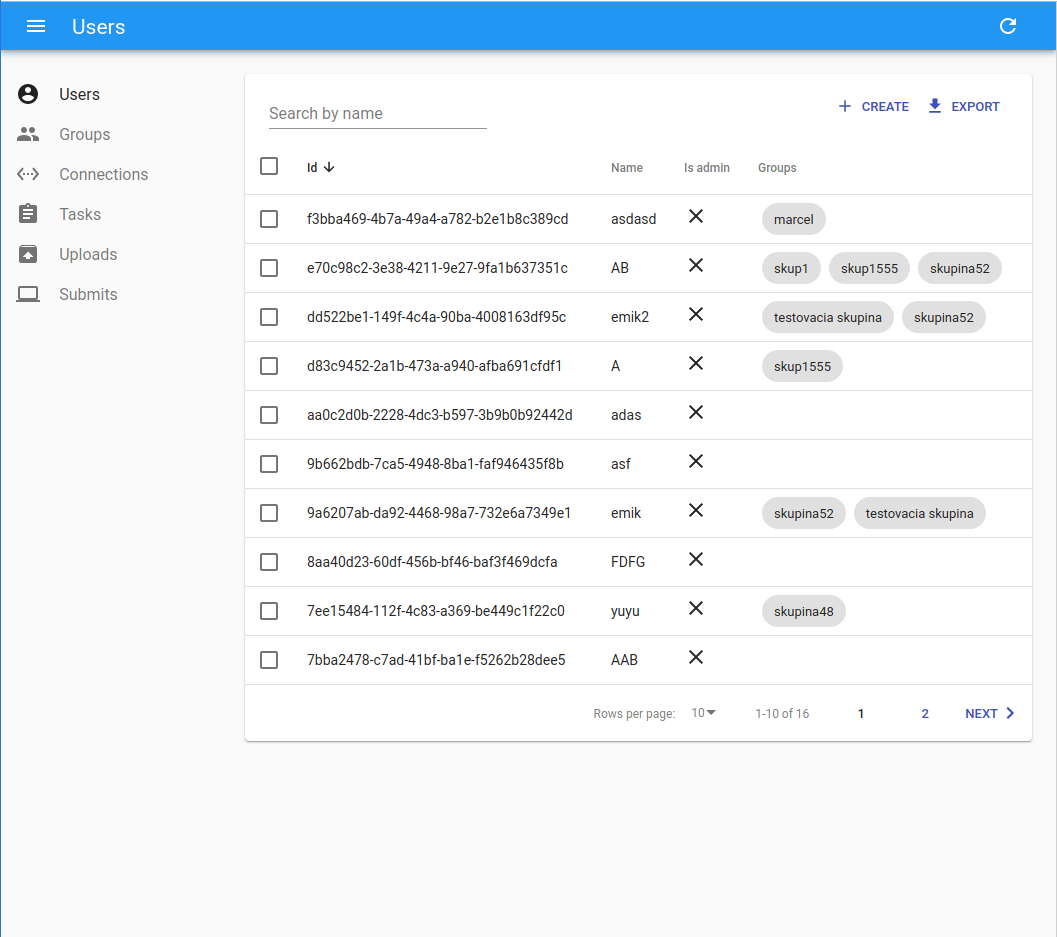 Users
Users
Groups
Connections
Tasks
Uploads
Submits
Search by name
CREATE EXPORT
Id Name Is admin Groups
f3bba469-4b7a-49a4-a782-b2e1b8c389cd asdasd marcel
e70c98c2-3e38-4211-9e27-9fa1b637351c AB skup1 skup1555 skupina52
dd522be1-149f-4c4a-90ba-4008163df95c emik2 testovacia skupina skupina52
d83c9452-2a1b-473a-a940-afba691cfdf1 A skup1555
aa0c2d0b-2228-4dc3-b597-3b9b0b92442d adas
9b662bdb-7ca5-4948-8ba1-faf946435f8b asf
9a6207ab-da92-4468-98a7-732e6a7349e1 emik skupina52 testovacia skupina
8aa40d23-60df-456b-bf46-baf3f469dcfa FDFG
7ee15484-112f-4c83-a369-be449c1f22c0 yuyu skupina48
7bba2478-c7ad-41bf-ba1e-f5262b28dee5 AAB
Rows per page: 10 1-10 of 16 1 2 NEXT